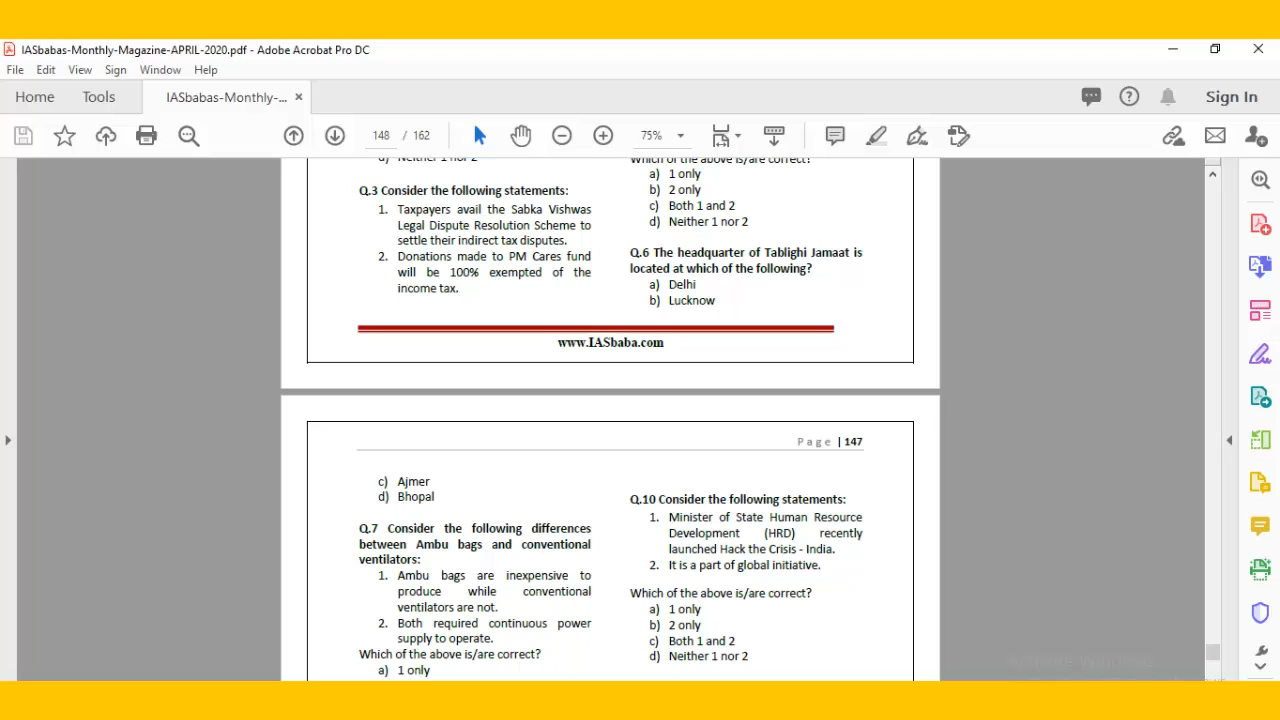 IASbabas-Monthly-Magazine-APRIL-2020.pdf - Adobe Acrobat Pro DC
File Edit View Sign Window Help
Home Tools IASbabas-Monthly-... × Sign In
148 / 162 75%
d) Neither 1 nor 2
Q.3 Consider the following statements:
1. Taxpayers avail the Sabka Vishwas
Legal Dispute Resolution Scheme to
settle their indirect tax disputes.
2. Donations made to PM Cares fund
will be 100% exempted of the
income tax.
Which of the above is/are correct?
a) 1 only
b) 2 only
c) Both 1 and 2
d) Neither 1 nor 2
Q.6 The headquarter of Tablighi Jamaat is
located at which of the following?
a) Delhi
b) Lucknow
www.IASbaba.com
Page | 147
c) Ajmer
d) Bhopal
Q.7 Consider the following differences
between Ambu bags and conventional
ventilators:
1. Ambu bags are inexpensive to
produce while conventional
ventilators are not.
2. Both required continuous power
supply to operate.
Which of the above is/are correct?
a) 1 only
Q.10 Consider the following statements:
1. Minister of State Human Resource
Development (HRD) recently
launched Hack the Crisis - India.
2. It is a part of global initiative.
Which of the above is/are correct?
a) 1 only
b) 2 only
c) Both 1 and 2
d) Neither 1 nor 2